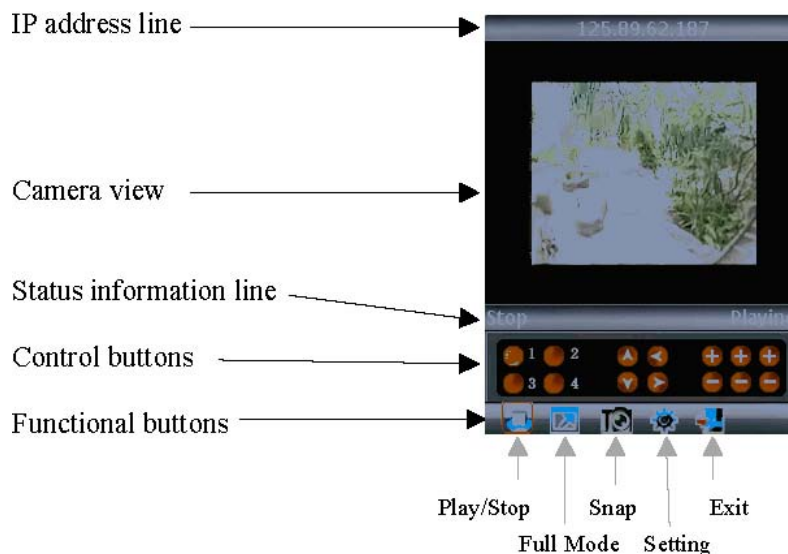 IP address line
125.89.62.187
Camera view
Status information line
Stop Playing
Control buttons
1 2
3 4
Functional buttons
Play/Stop Snap Exit
Full Mode Setting